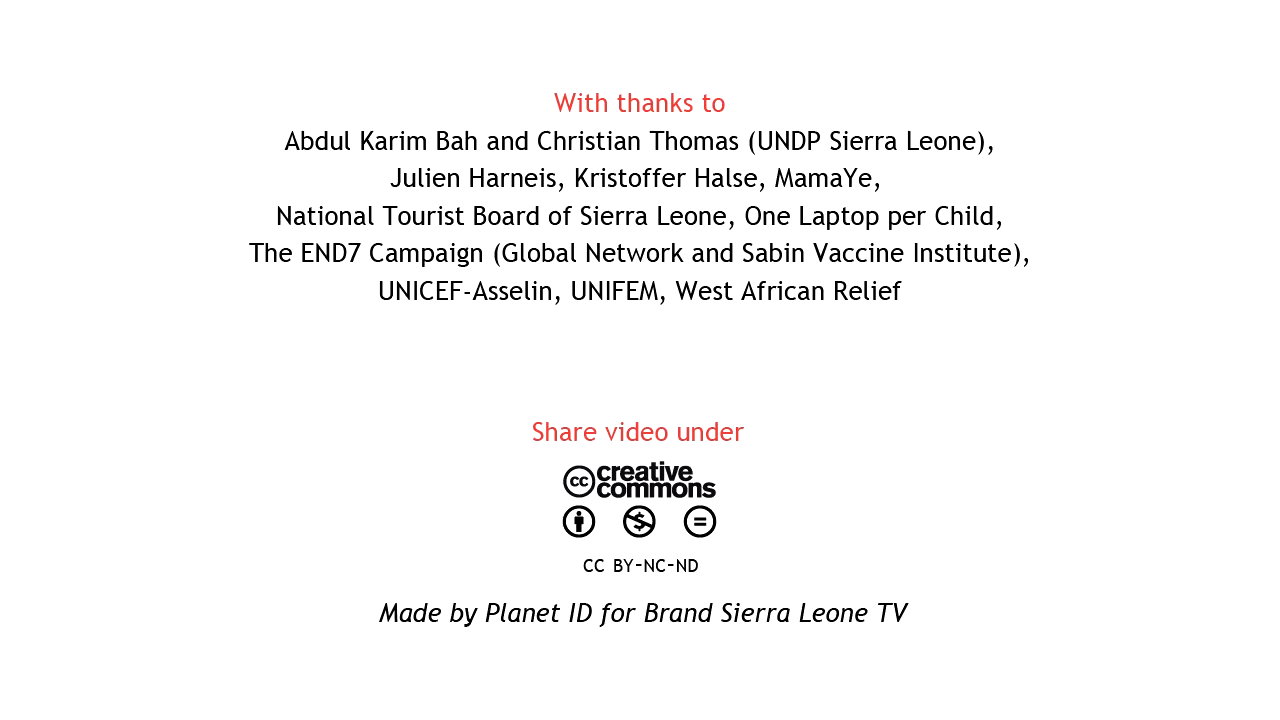 With thanks to
Abdul Karim Bah and Christian Thomas (UNDP Sierra Leone),
Julien Harneis, Kristoffer Halse, MamaYe,
National Tourist Board of Sierra Leone, One Laptop per Child,
The END7 Campaign (Global Network and Sabin Vaccine Institute),
UNICEF-Asselin, UNIFEM, West African Relief
Share video under
cc creative
commons
CC BY-NC-ND
Made by Planet ID for Brand Sierra Leone TV